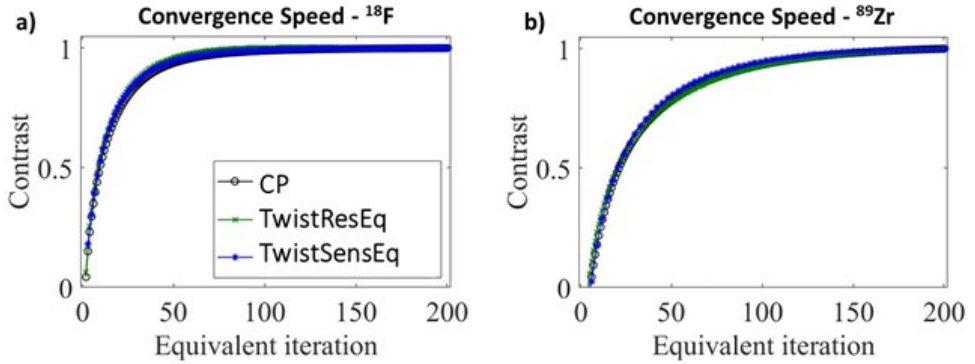 a) Convergence Speed - ¹⁸F
1
0.5
0
Contrast
CP
TwistResEq
TwistSensEq
0 50 100 150 200
Equivalent iteration
b) Convergence Speed - ⁸⁹Zr
1
0.5
0
Contrast
0 50 100 150 200
Equivalent iteration